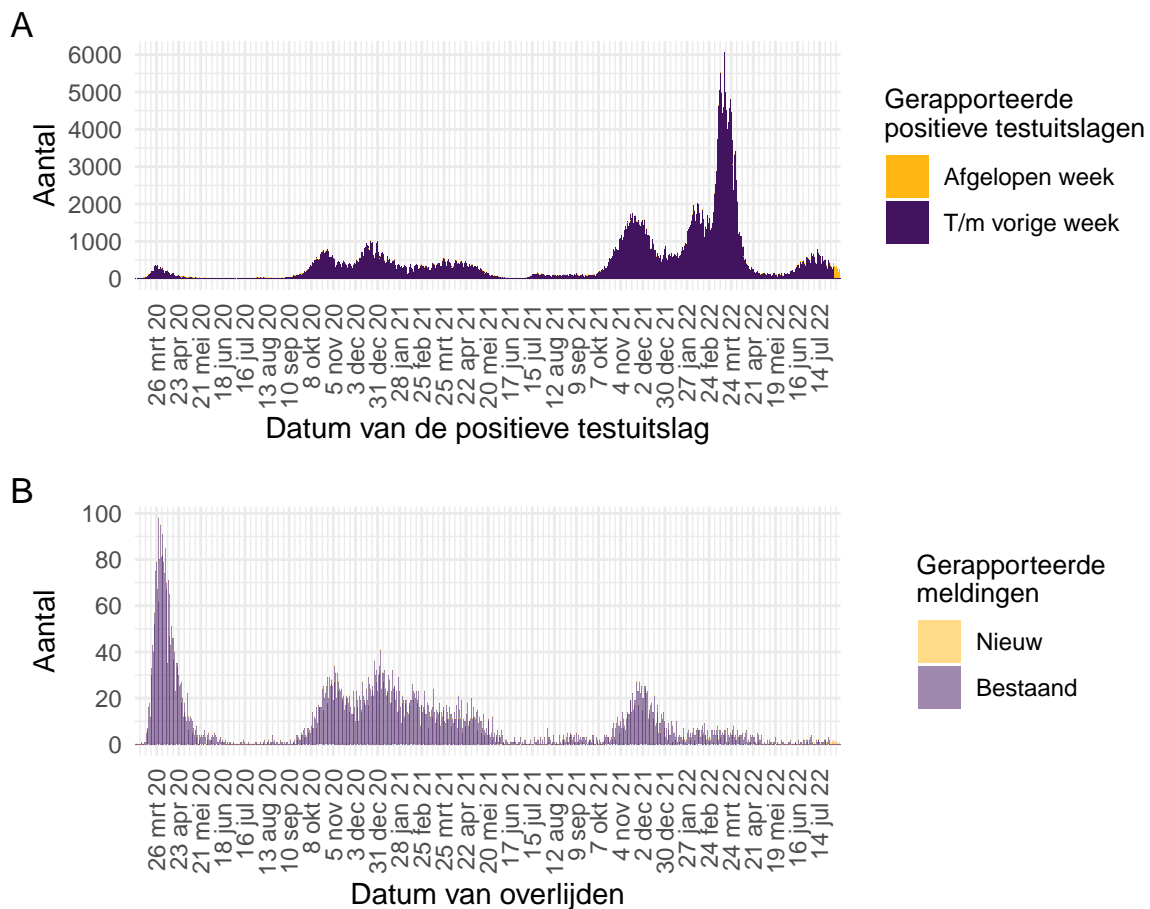 A
6000
5000
4000
3000
2000
1000
0
Aantal
26 mrt 20
23 apr 20
21 mei 20
18 jun 20
16 jul 20
13 aug 20
10 sep 20
8 okt 20
5 nov 20
3 dec 20
31 dec 20
28 jan 21
25 feb 21
25 mrt 21
22 apr 21
20 mei 21
17 jun 21
15 jul 21
12 aug 21
9 sep 21
7 okt 21
4 nov 21
2 dec 21
30 dec 21
27 jan 22
24 feb 22
24 mrt 22
21 apr 22
19 mei 22
16 jun 22
14 jul 22
Datum van de positieve testuitslag
Gerapporteerde
positieve testuitslagen
Afgelopen week
T/m vorige week
B
100
80
60
40
20
0
Aantal
26 mrt 20
23 apr 20
21 mei 20
18 jun 20
16 jul 20
13 aug 20
10 sep 20
8 okt 20
5 nov 20
3 dec 20
31 dec 20
28 jan 21
25 feb 21
25 mrt 21
22 apr 21
20 mei 21
17 jun 21
15 jul 21
12 aug 21
9 sep 21
7 okt 21
4 nov 21
2 dec 21
30 dec 21
27 jan 22
24 feb 22
24 mrt 22
21 apr 22
19 mei 22
16 jun 22
14 jul 22
Datum van overlijden
Gerapporteerde
meldingen
Nieuw
Bestaand